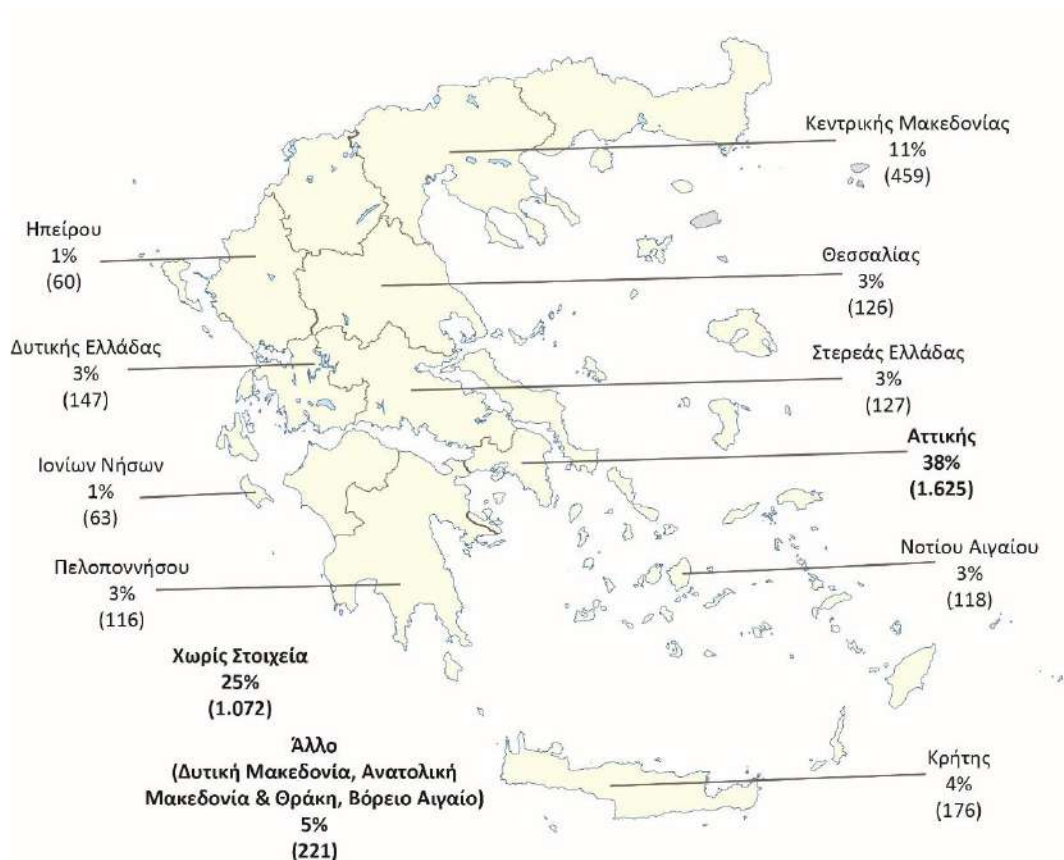 Κεντρικής Μακεδονίας
11%
(459)
Ηπείρου
1%
(60)
Θεσσαλίας
3%
(126)
Δυτικής Ελλάδας
3%
(147)
Στερεάς Ελλάδας
3%
(127)
Αττικής
38%
(1.625)
Ιονίων Νήσων
1%
(63)
Νοτίου Αιγαίου
3%
(118)
Πελοποννήσου
3%
(116)
Χωρίς Στοιχεία
25%
(1.072)
Άλλο
(Δυτική Μακεδονία, Ανατολική
Μακεδονία & Θράκη, Βόρειο Αιγαίο)
5%
(221)
Κρήτης
4%
(176)